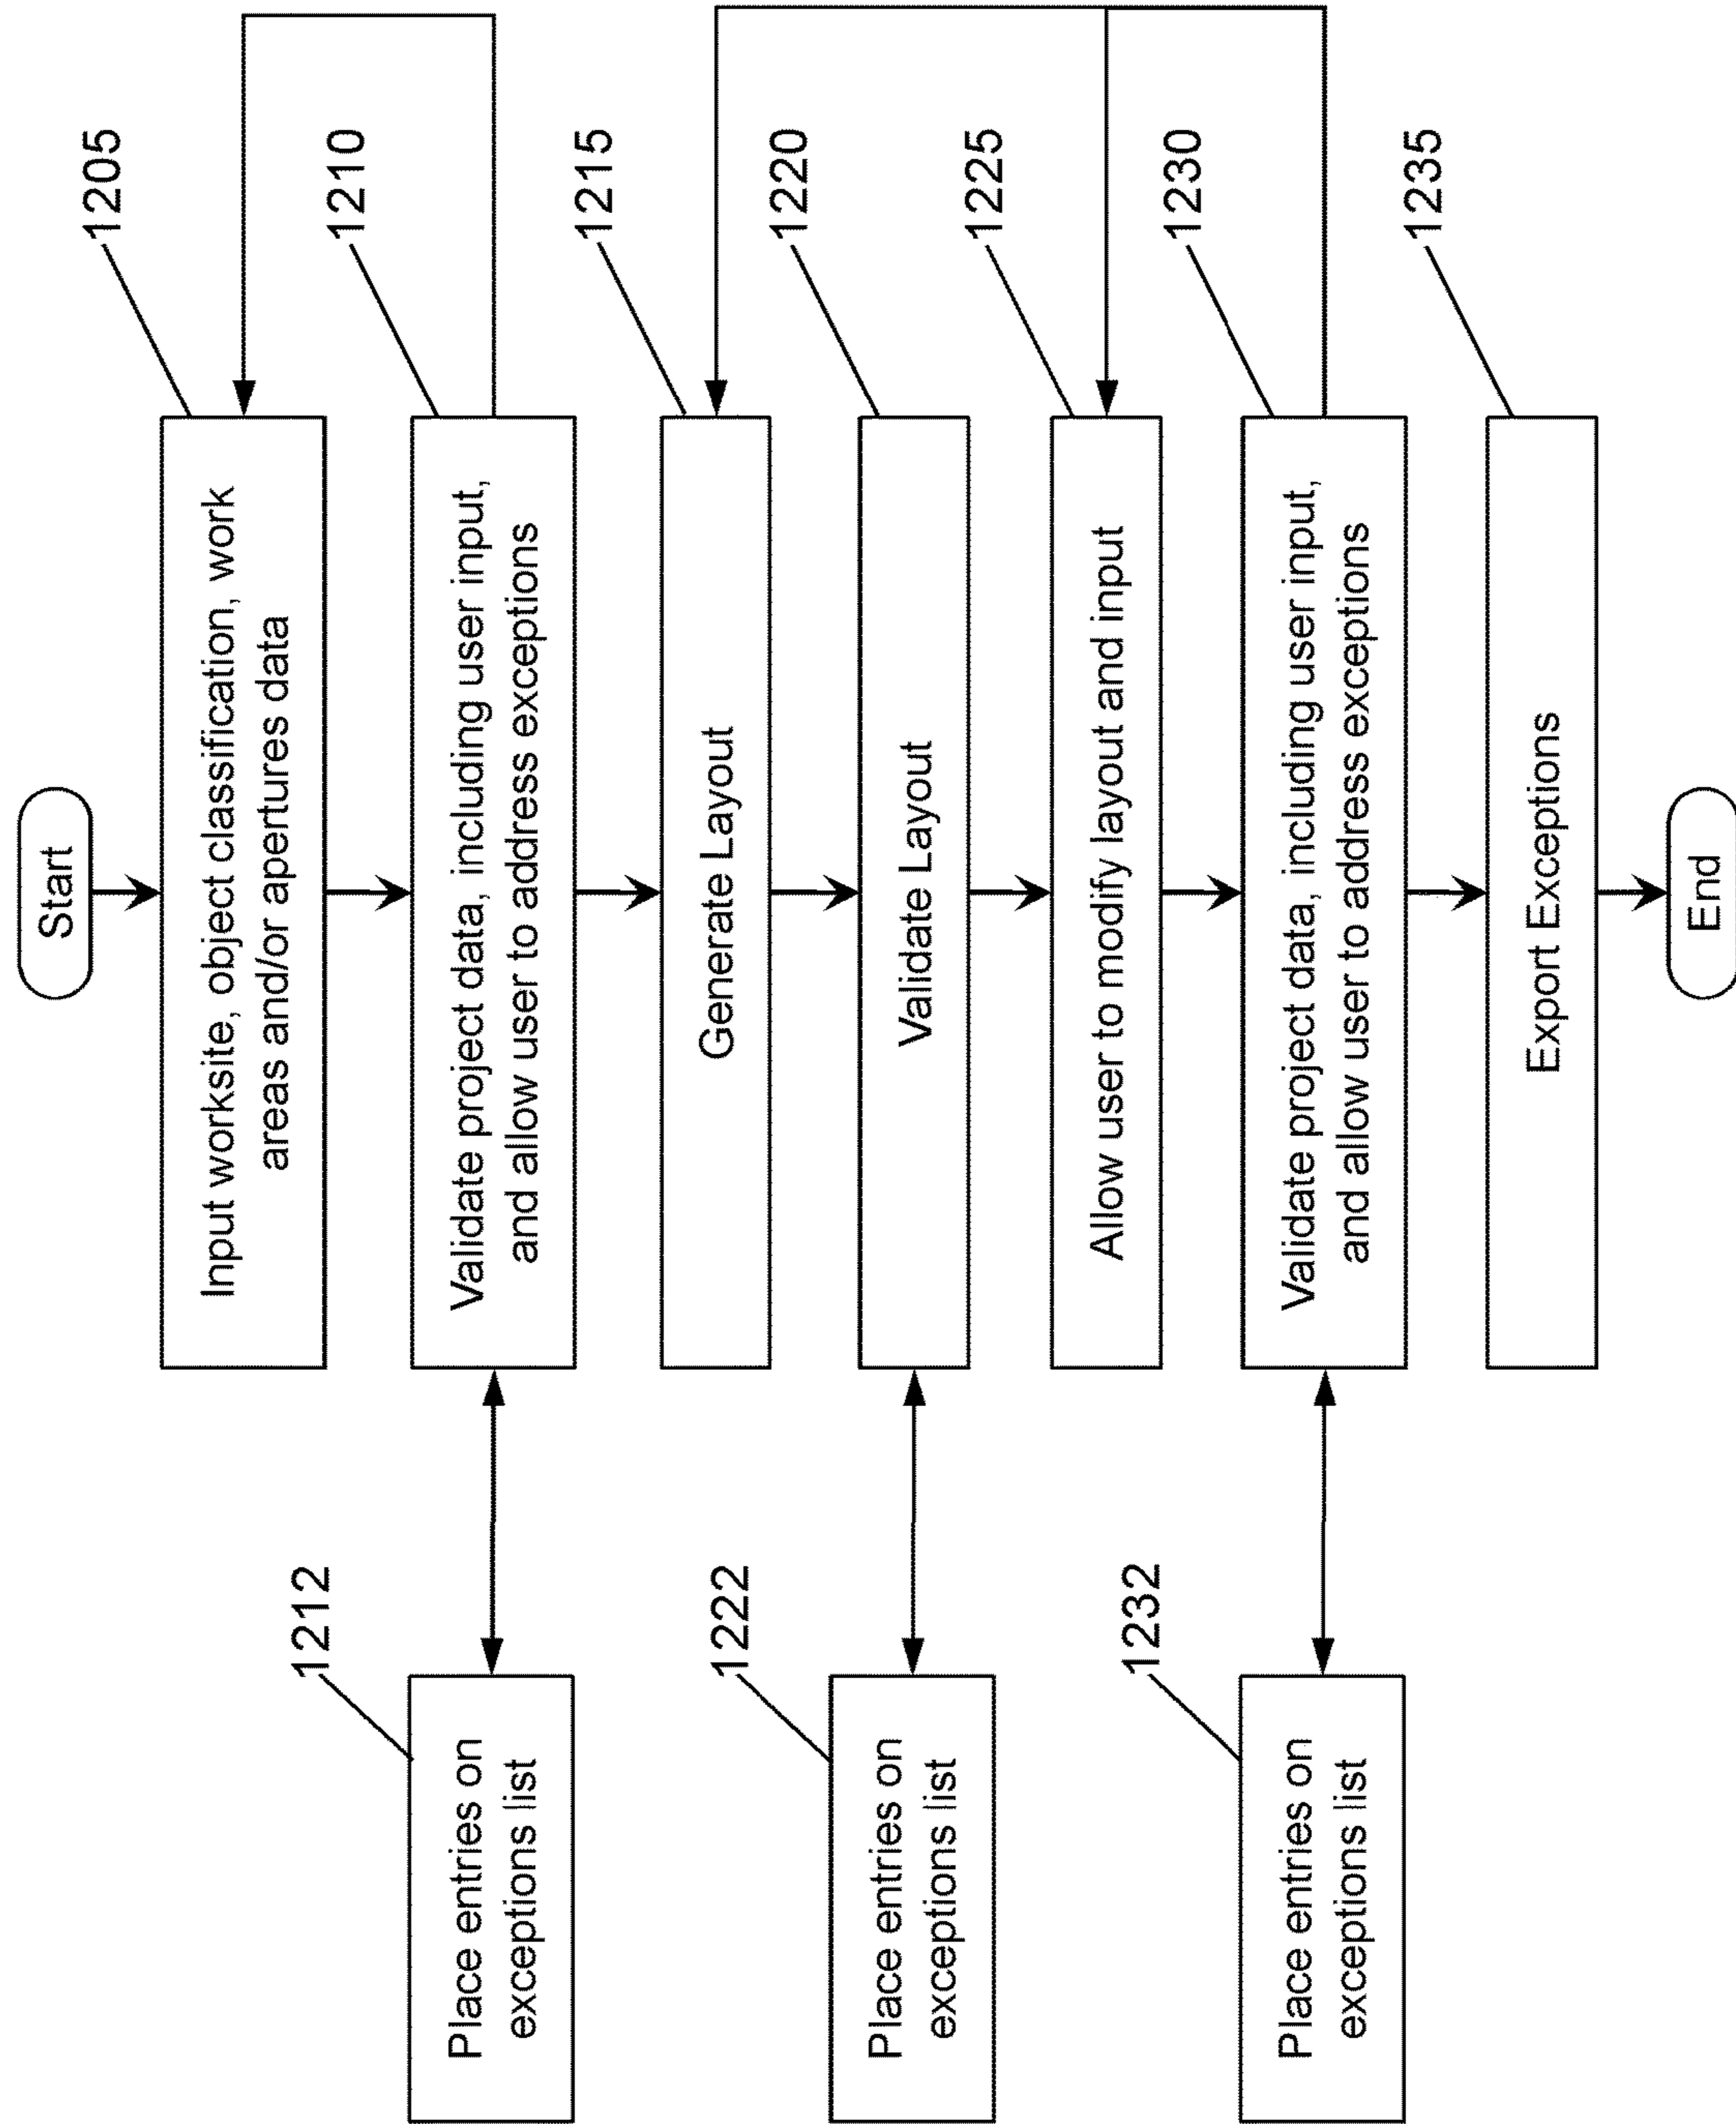 Start
1205
Input worksite, object classification, work
areas and/or apertures data
1210
Validate project data, including user input,
and allow user to address exceptions
1212
Place entries on
exceptions list
1215
Generate Layout
1220
Validate Layout
1222
Place entries on
exceptions list
1225
Allow user to modify layout and input
1230
Validate project data, including user input,
and allow user to address exceptions
1232
Place entries on
exceptions list
1235
Export Exceptions
End